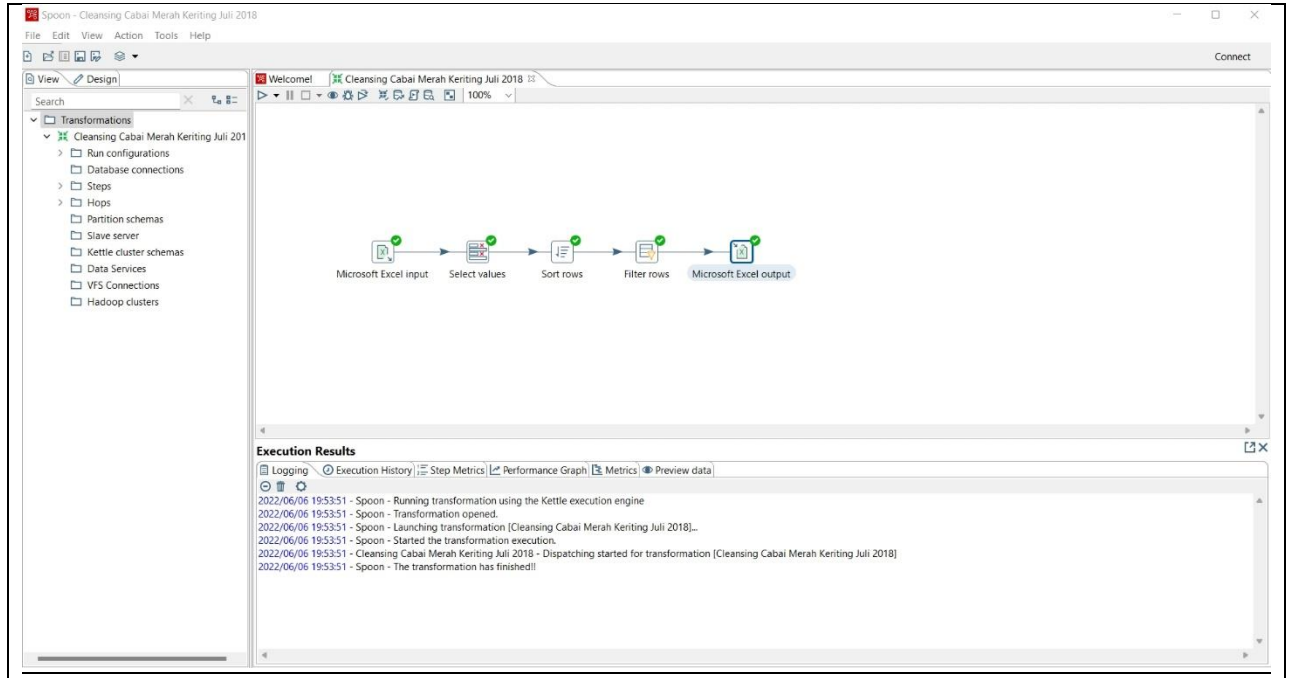 Spoon - Cleansing Cabai Merah Keriting Juli 2018
File Edit View Action Tools Help
Connect
View Design
Search
Transformations
Cleansing Cabai Merah Keriting Juli 201
Run configurations
Database connections
Steps
Hops
Partition schemas
Slave server
Kettle cluster schemas
Data Services
VFS Connections
Hadoop clusters
Welcome! Cleansing Cabai Merah Keriting Juli 2018
100%
Microsoft Excel input Select values Sort rows Filter rows Microsoft Excel output
Execution Results
Logging Execution History Step Metrics Performance Graph Metrics Preview data
2022/06/06 19:53:51 - Spoon - Running transformation using the Kettle execution engine
2022/06/06 19:53:51 - Spoon - Transformation opened.
2022/06/06 19:53:51 - Spoon - Launching transformation [Cleansing Cabai Merah Keriting Juli 2018]...
2022/06/06 19:53:51 - Spoon - Started the transformation execution.
2022/06/06 19:53:51 - Cleansing Cabai Merah Keriting Juli 2018 - Dispatching started for transformation [Cleansing Cabai Merah Keriting Juli 2018]
2022/06/06 19:53:51 - Spoon - The transformation has finished!!